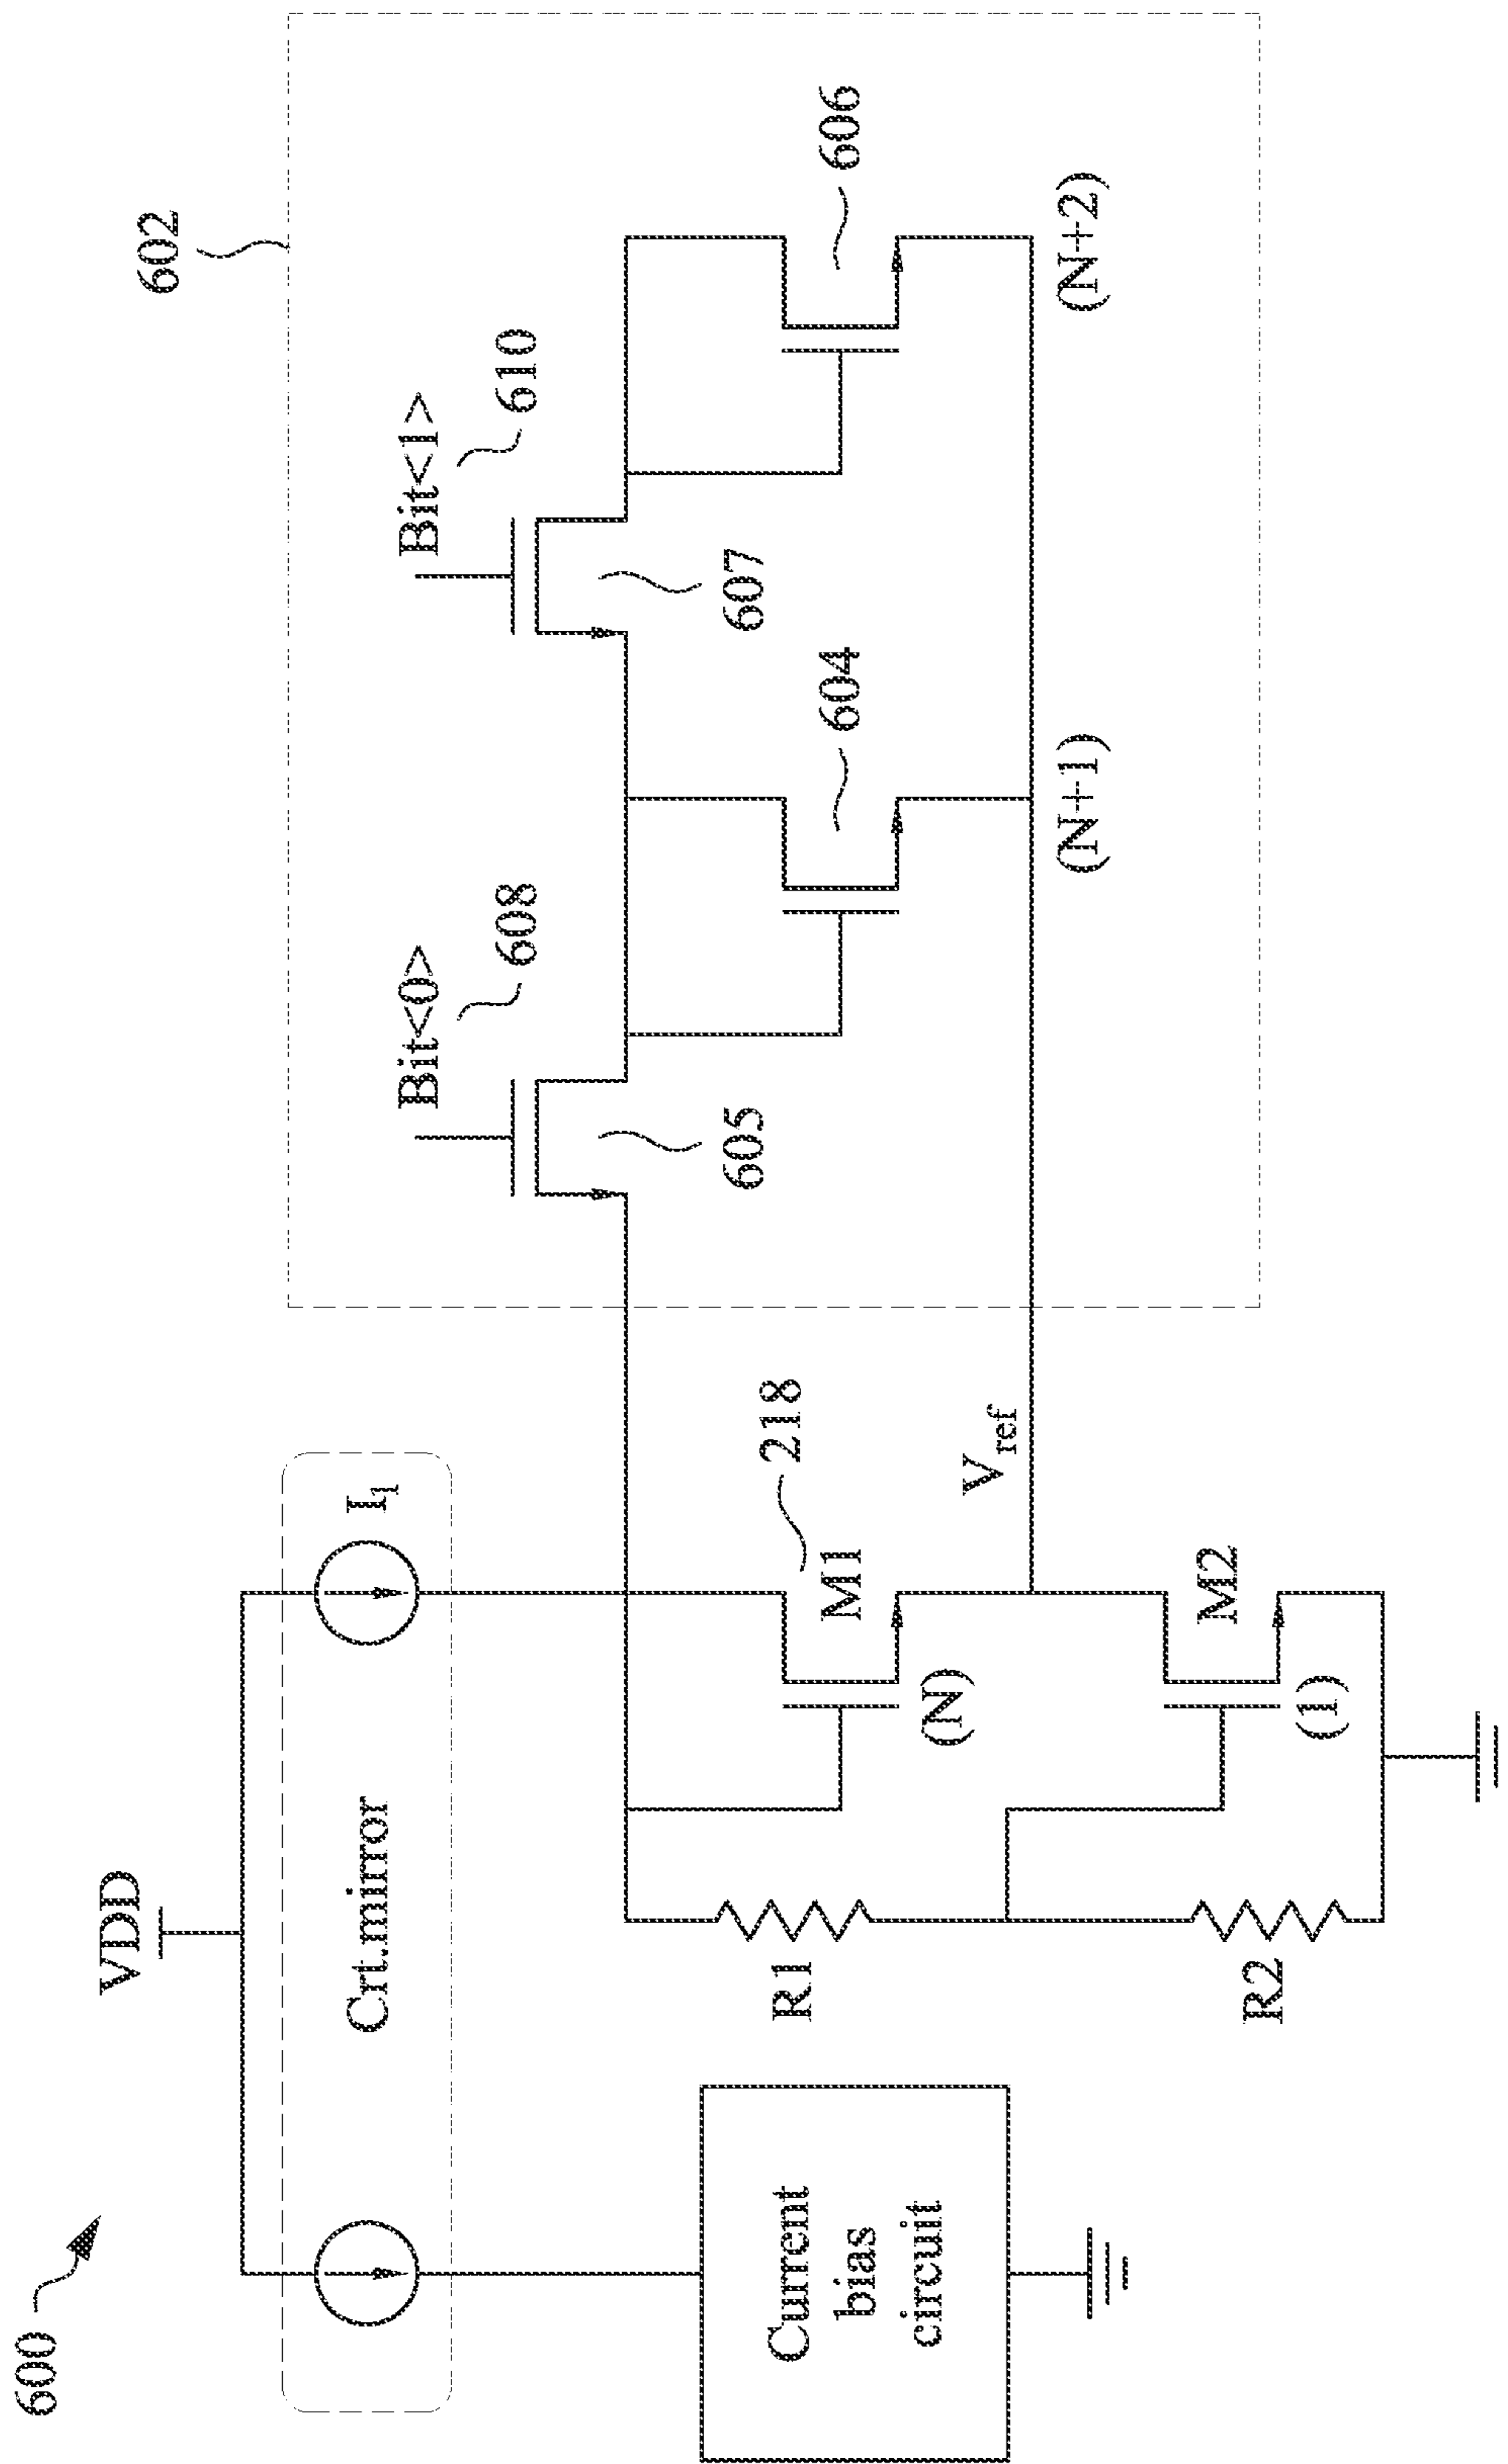 600
VDD
602
Crt.mirror
I1
Bit<0>
608
Bit<1>
610
605
607
218
604
606
R1
M1
(N)
Vref
Current
bias
circuit
(N+1)
(N+2)
R2
M2
(1)